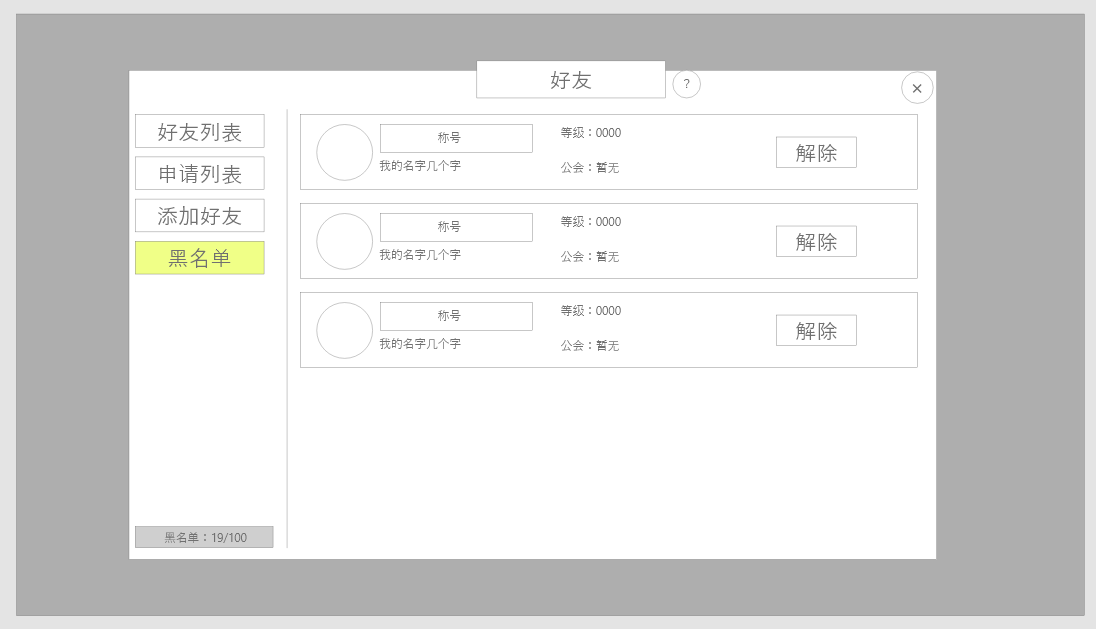 好友
?
×
好友列表
申请列表
添加好友
黑名单
称号
我的名字几个字
等级：0000
公会：暂无
解除
称号
我的名字几个字
等级：0000
公会：暂无
解除
称号
我的名字几个字
等级：0000
公会：暂无
解除
黑名单：19/100